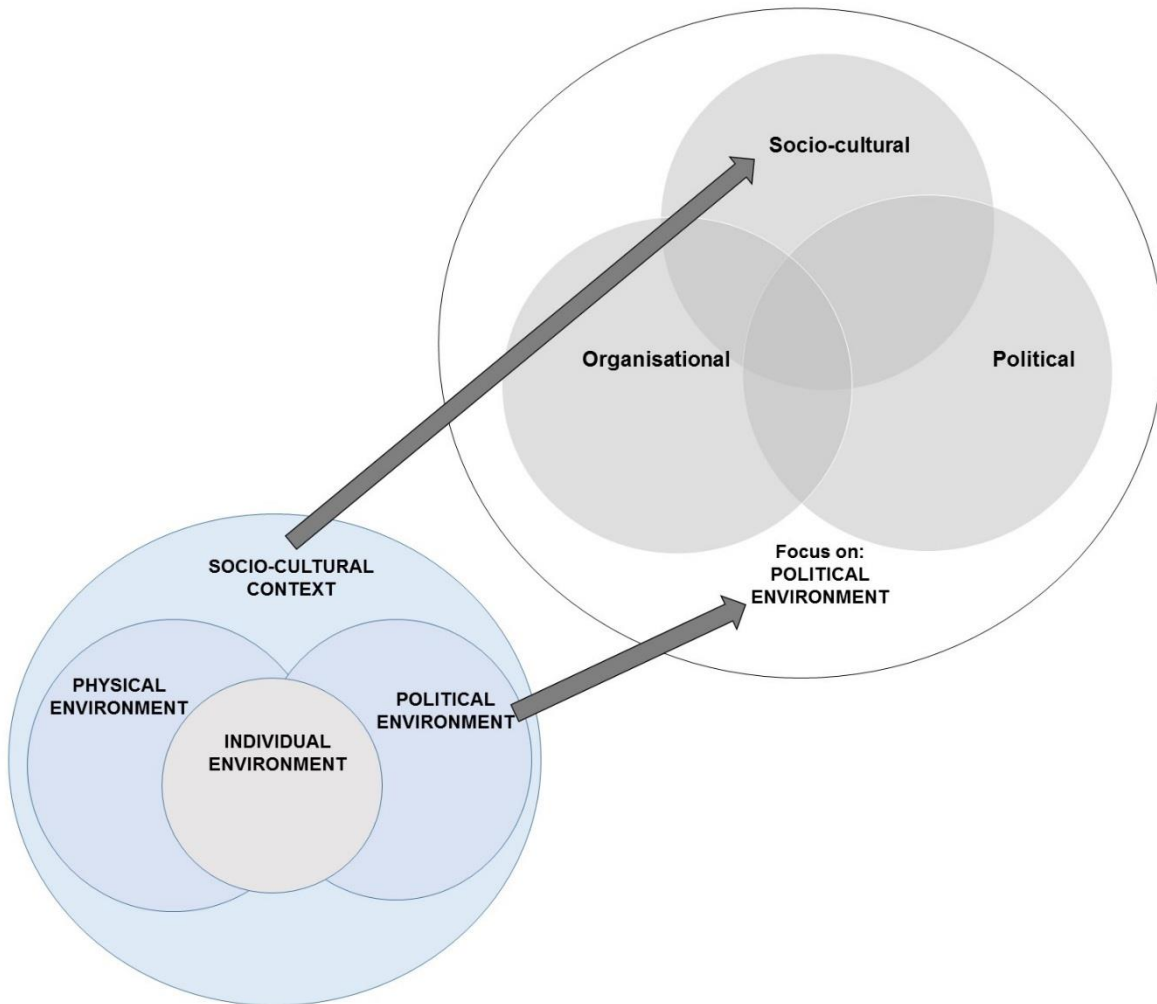 Socio-cultural
Organisational
Political
Focus on:
POLITICAL
ENVIRONMENT
SOCIO-CULTURAL
CONTEXT
PHYSICAL
ENVIRONMENT
POLITICAL
ENVIRONMENT
INDIVIDUAL
ENVIRONMENT